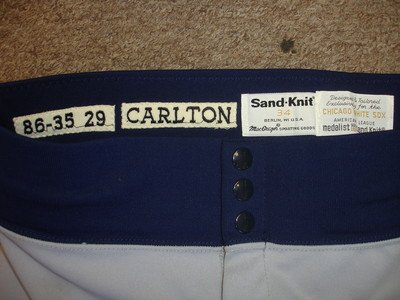 86-35 29
CARLTON
Sand·Knit
34
BERLIN, WI U.S.A.
by
MacGregor SPORTING GOODS
Designed & Tailored
Exclusively for
CHICAGO WHITE SOX
AMERICAN LEAGUE
medalist Sand Knit